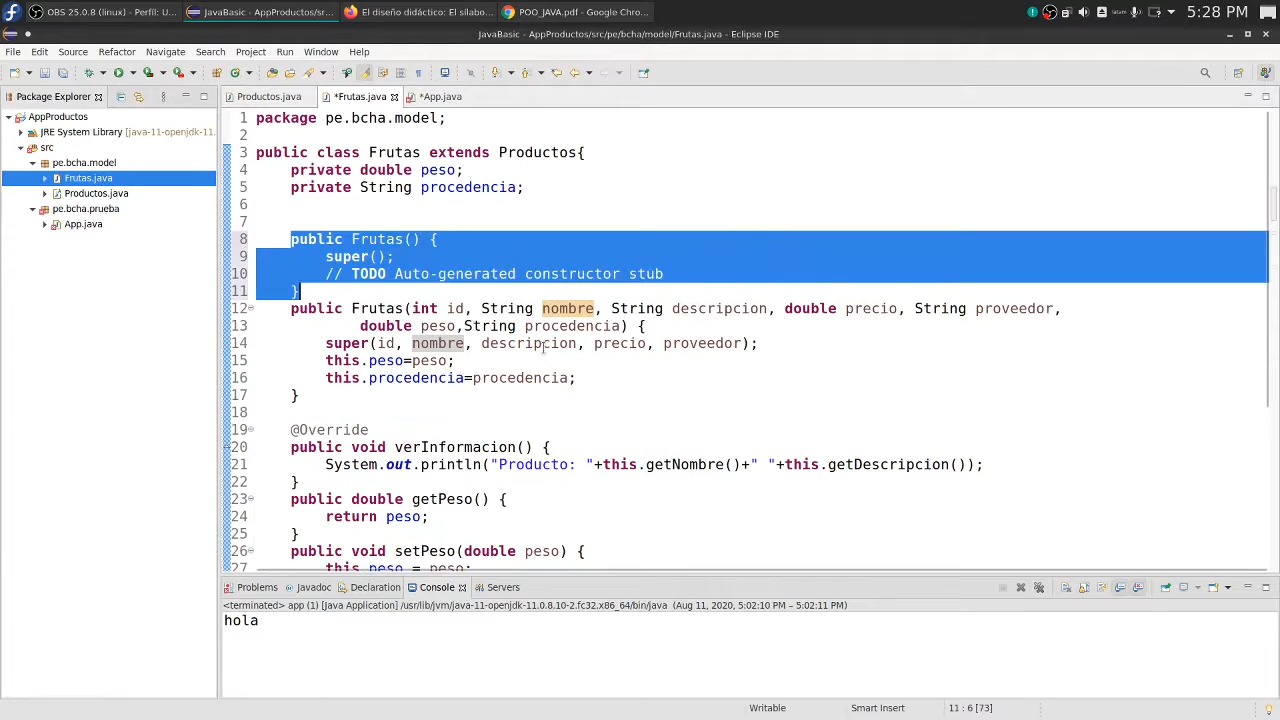 OBS 25.0.8 (linux) - Perfil: U...
JavaBasic - AppProductos/sr...
El diseño didáctico: El sílabo...
POO_JAVA.pdf - Google Chro...
5:28 PM
JavaBasic - AppProductos/src/pe/bcha/model/Frutas.java - Eclipse IDE
File Edit Source Refactor Navigate Search Project Run Window Help
Package Explorer
Productos.java
*Frutas.java
*App.java
AppProductos
JRE System Library [java-11-openjdk-11.
src
pe.bcha.model
Frutas.java
Productos.java
pe.bcha.prueba
App.java
1 package pe.bcha.model;
2
3 public class Frutas extends Productos{
4 private double peso;
5 private String procedencia;
6
7
8 public Frutas() {
9 super();
10 // TODO Auto-generated constructor stub
11 }
12 public Frutas(int id, String nombre, String descripcion, double precio, String proveedor,
13 double peso,String procedencia) {
14 super(id, nombre, descripcion, precio, proveedor);
15 this.peso=peso;
16 this.procedencia=procedencia;
17 }
18
19 @Override
20 public void verInformacion() {
21 System.out.println("Producto: "+this.getNombre()+" "+this.getDescripcion());
22 }
23 public double getPeso() {
24 return peso;
25 }
26 public void setPeso(double peso) {
27 this.peso = peso;
Problems Javadoc Declaration Console Servers
<terminated> app (1) [Java Application] /usr/lib/jvm/java-11-openjdk-11.0.8.10-2.fc32.x86_64/bin/java (Aug 11, 2020, 5:02:10 PM – 5:02:11 PM)
hola
Writable
Smart Insert
11 : 6 [73]